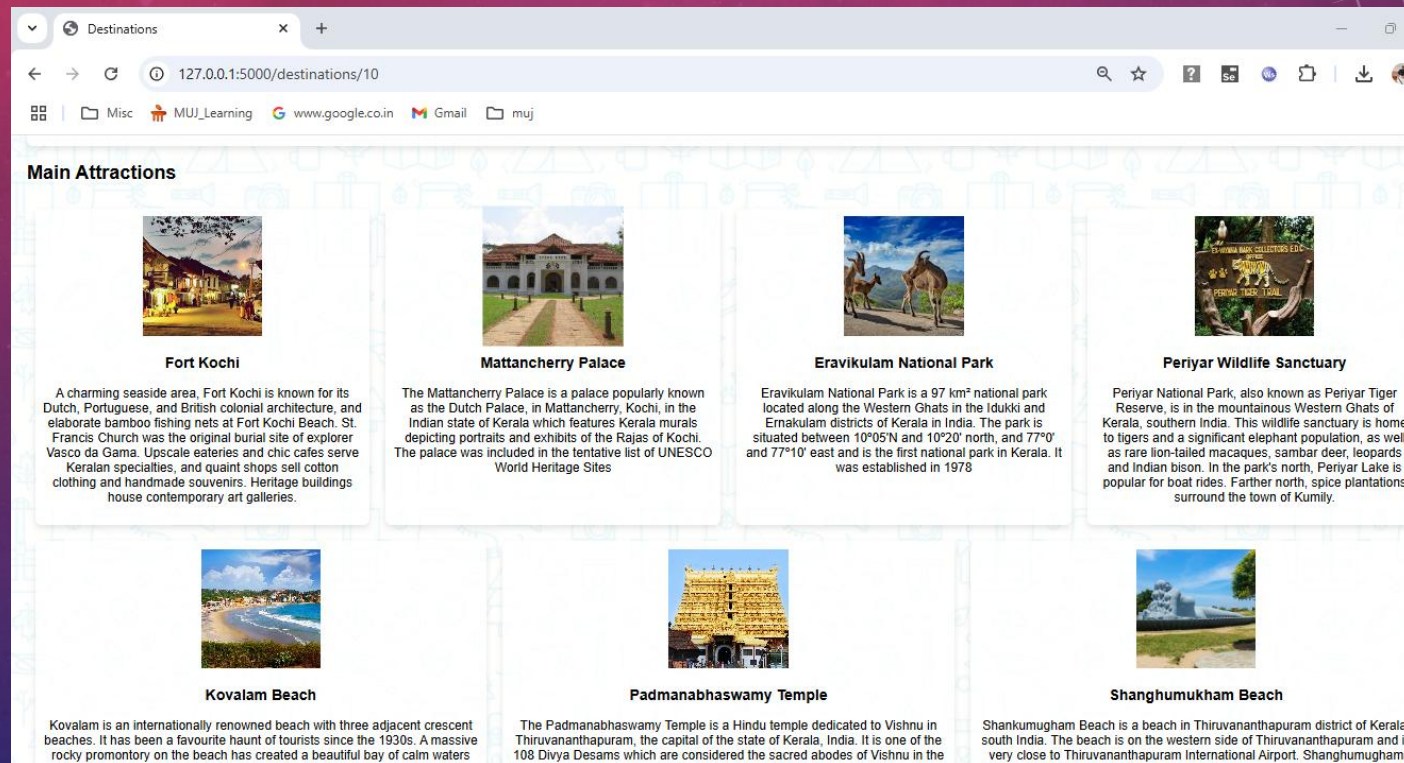 Destinations
127.0.0.1:5000/destinations/10
Misc
MUJ_Learning
www.google.co.in
Gmail
muj
Main Attractions
PERIYAR TIGER TRAIL
Fort Kochi
A charming seaside area, Fort Kochi is known for its
Dutch, Portuguese, and British colonial architecture, and
elaborate bamboo fishing nets at Fort Kochi Beach. St.
Francis Church was the original burial site of explorer
Vasco da Gama. Upscale eateries and chic cafes serve
Keralan specialties, and quaint shops sell cotton
clothing and handmade souvenirs. Heritage buildings
house contemporary art galleries.
Mattancherry Palace
The Mattancherry Palace is a palace popularly known
as the Dutch Palace, in Mattancherry, Kochi, in the
Indian state of Kerala which features Kerala murals
depicting portraits and exhibits of the Rajas of Kochi.
The palace was included in the tentative list of UNESCO
World Heritage Sites
Eravikulam National Park
Eravikulam National Park is a 97 km² national park
located along the Western Ghats in the Idukki and
Ernakulam districts of Kerala in India. The park is
situated between 10°05'N and 10°20' north, and 77°0'
and 77°10' east and is the first national park in Kerala. It
was established in 1978
Periyar Wildlife Sanctuary
Periyar National Park, also known as Periyar Tiger
Reserve, is in the mountainous Western Ghats of
Kerala, southern India. This wildlife sanctuary is home
to tigers and a significant elephant population, as well
as rare lion-tailed macaques, sambar deer, leopards
and Indian bison. In the park's north, Periyar Lake is
popular for boat rides. Farther north, spice plantations
surround the town of Kumily.
Kovalam Beach
Kovalam is an internationally renowned beach with three adjacent crescent
beaches. It has been a favourite haunt of tourists since the 1930s. A massive
rocky promontory on the beach has created a beautiful bay of calm waters
Padmanabhaswamy Temple
The Padmanabhaswamy Temple is a Hindu temple dedicated to Vishnu in
Thiruvananthapuram, the capital of the state of Kerala, India. It is one of the
108 Divya Desams which are considered the sacred abodes of Vishnu in the
Shanghumukham Beach
Shankumugham Beach is a beach in Thiruvananthapuram district of Kerala
south India. The beach is on the western side of Thiruvananthapuram and i
very close to Thiruvananthapuram International Airport. Shanghumugham